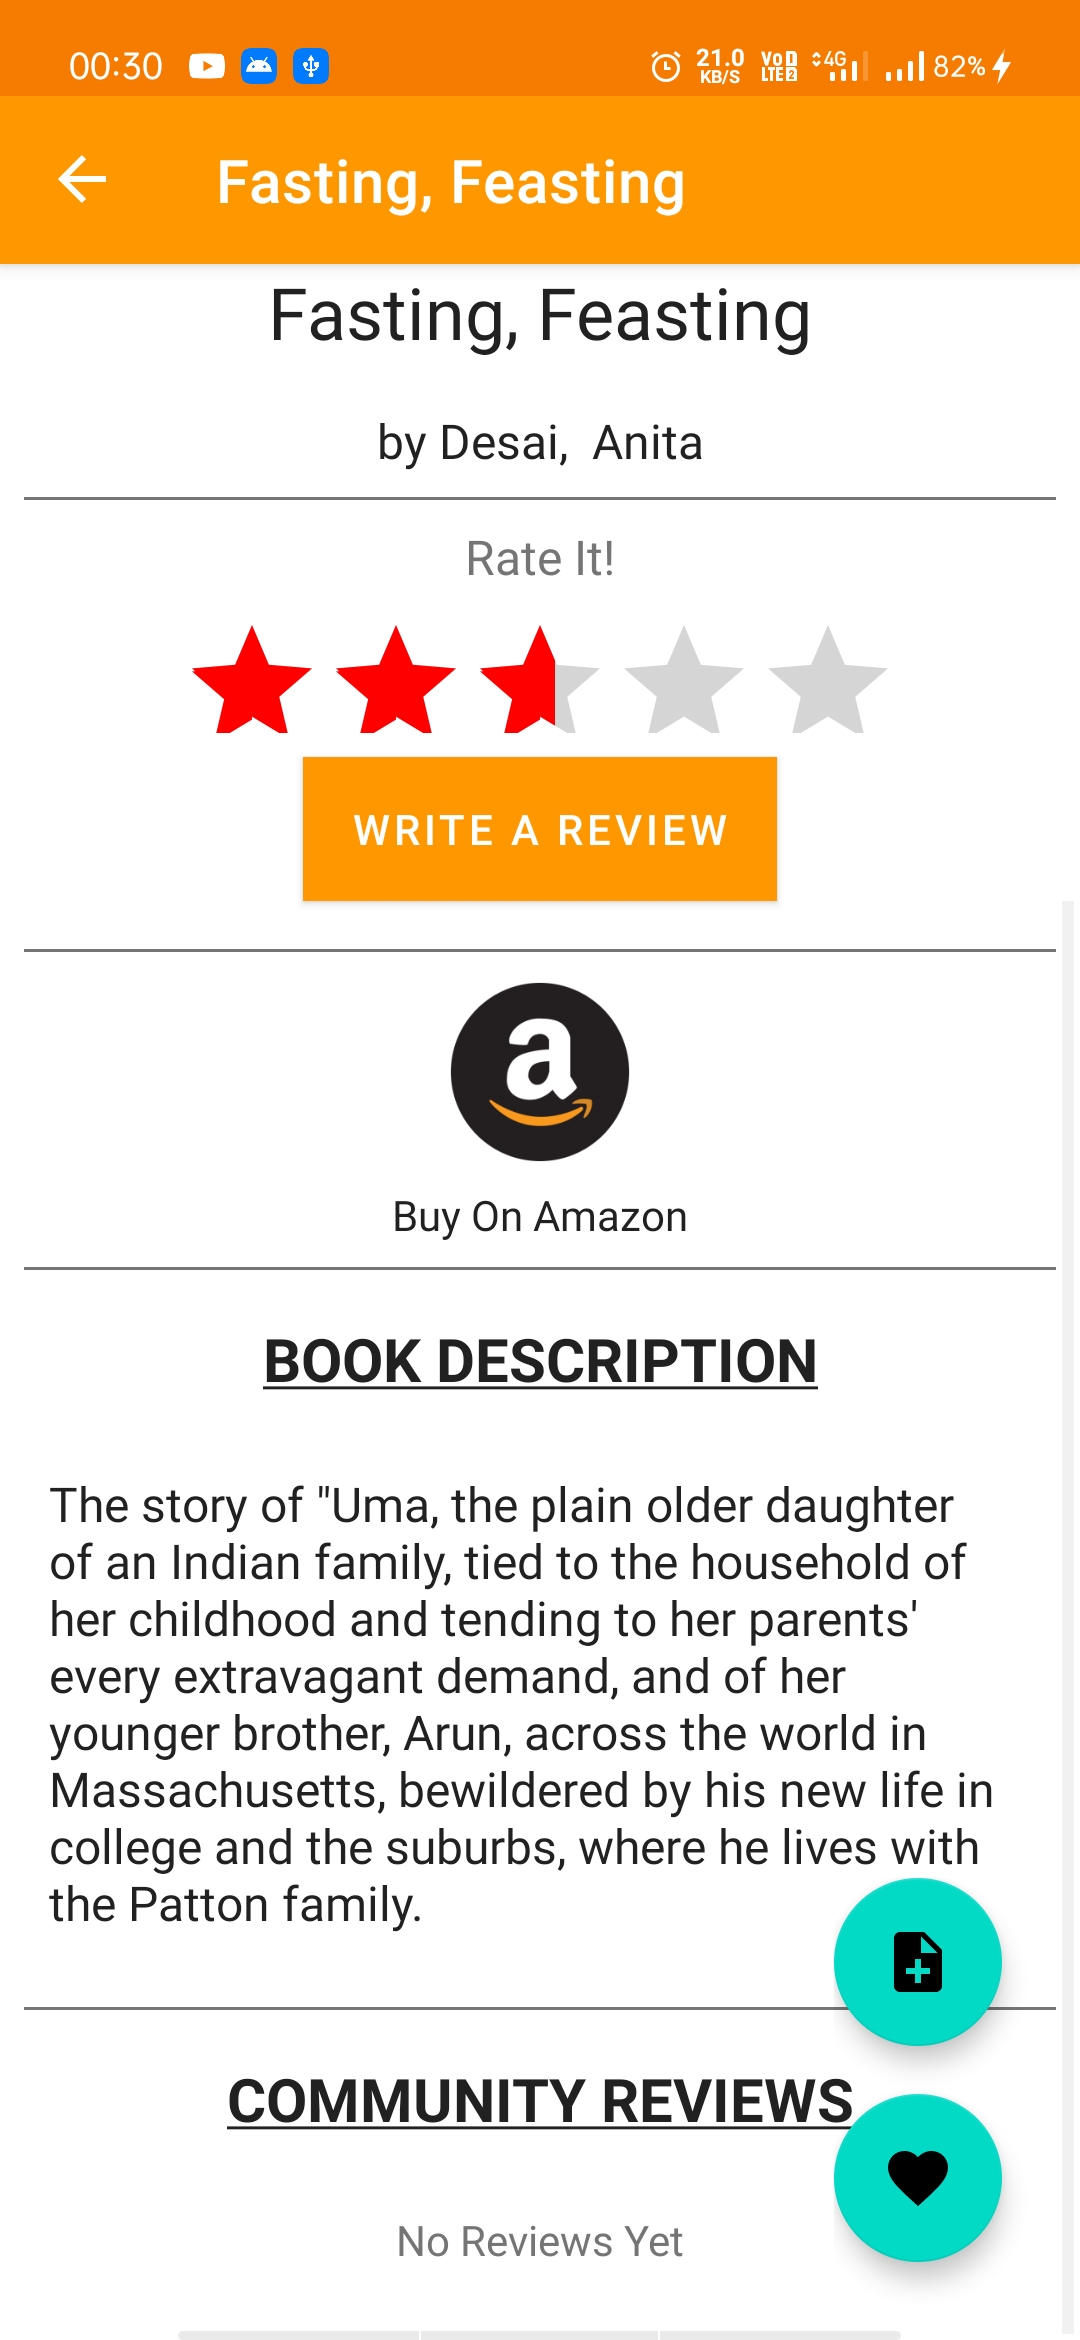 00:30 21.0 KB/S VoD LTE2 4G 82%
Fasting, Feasting
Fasting, Feasting
by Desai, Anita
Rate It!
WRITE A REVIEW
a
Buy On Amazon
BOOK DESCRIPTION
The story of "Uma, the plain older daughter
of an Indian family, tied to the household of
her childhood and tending to her parents'
every extravagant demand, and of her
younger brother, Arun, across the world in
Massachusetts, bewildered by his new life in
college and the suburbs, where he lives with
the Patton family.
COMMUNITY REVIEWS
No Reviews Yet